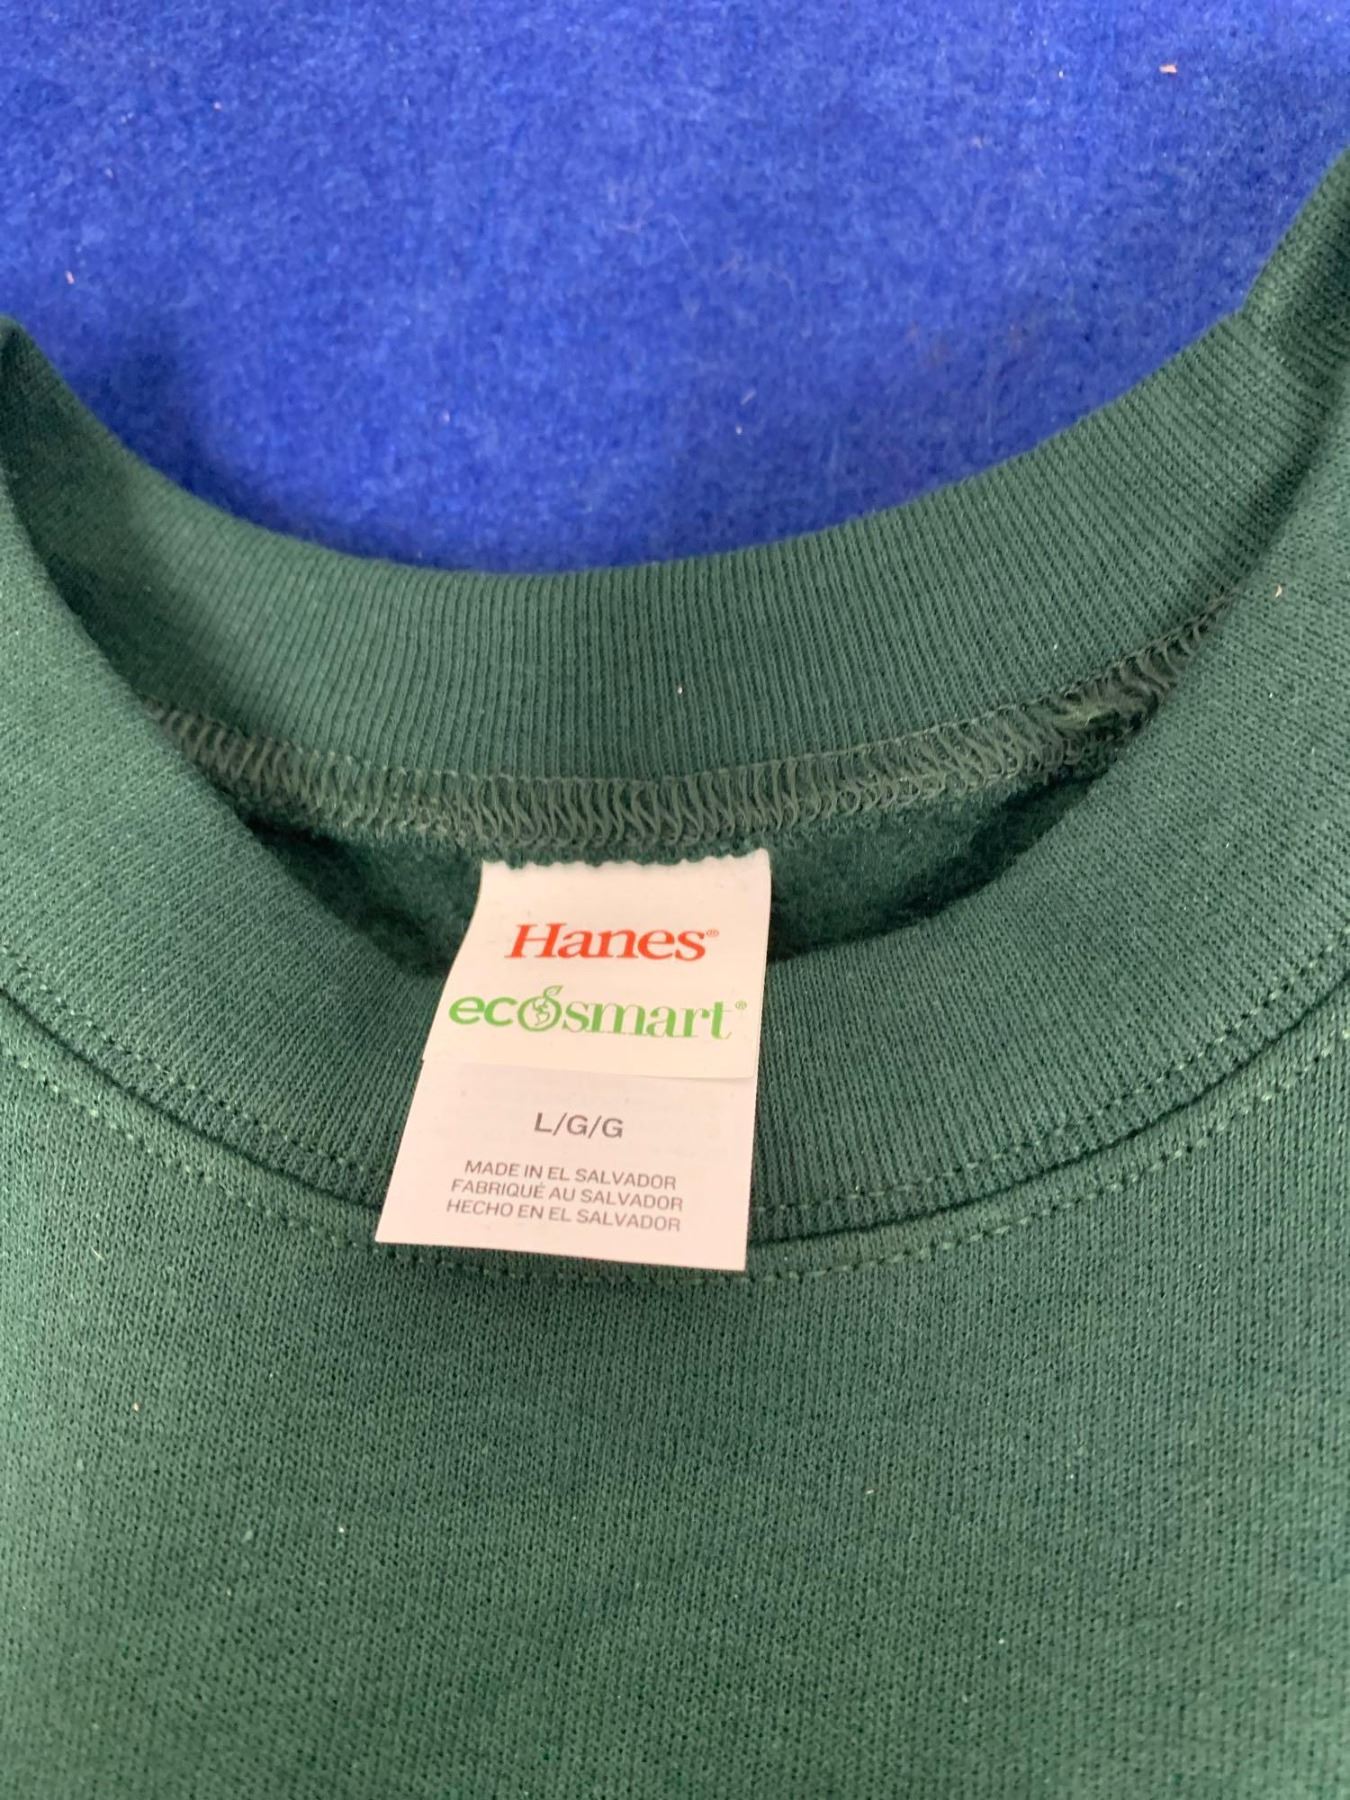 Hanes®
ecosmart®
L/G/G
MADE IN EL SALVADOR
FABRIQUÉ AU SALVADOR
HECHO EN EL SALVADOR